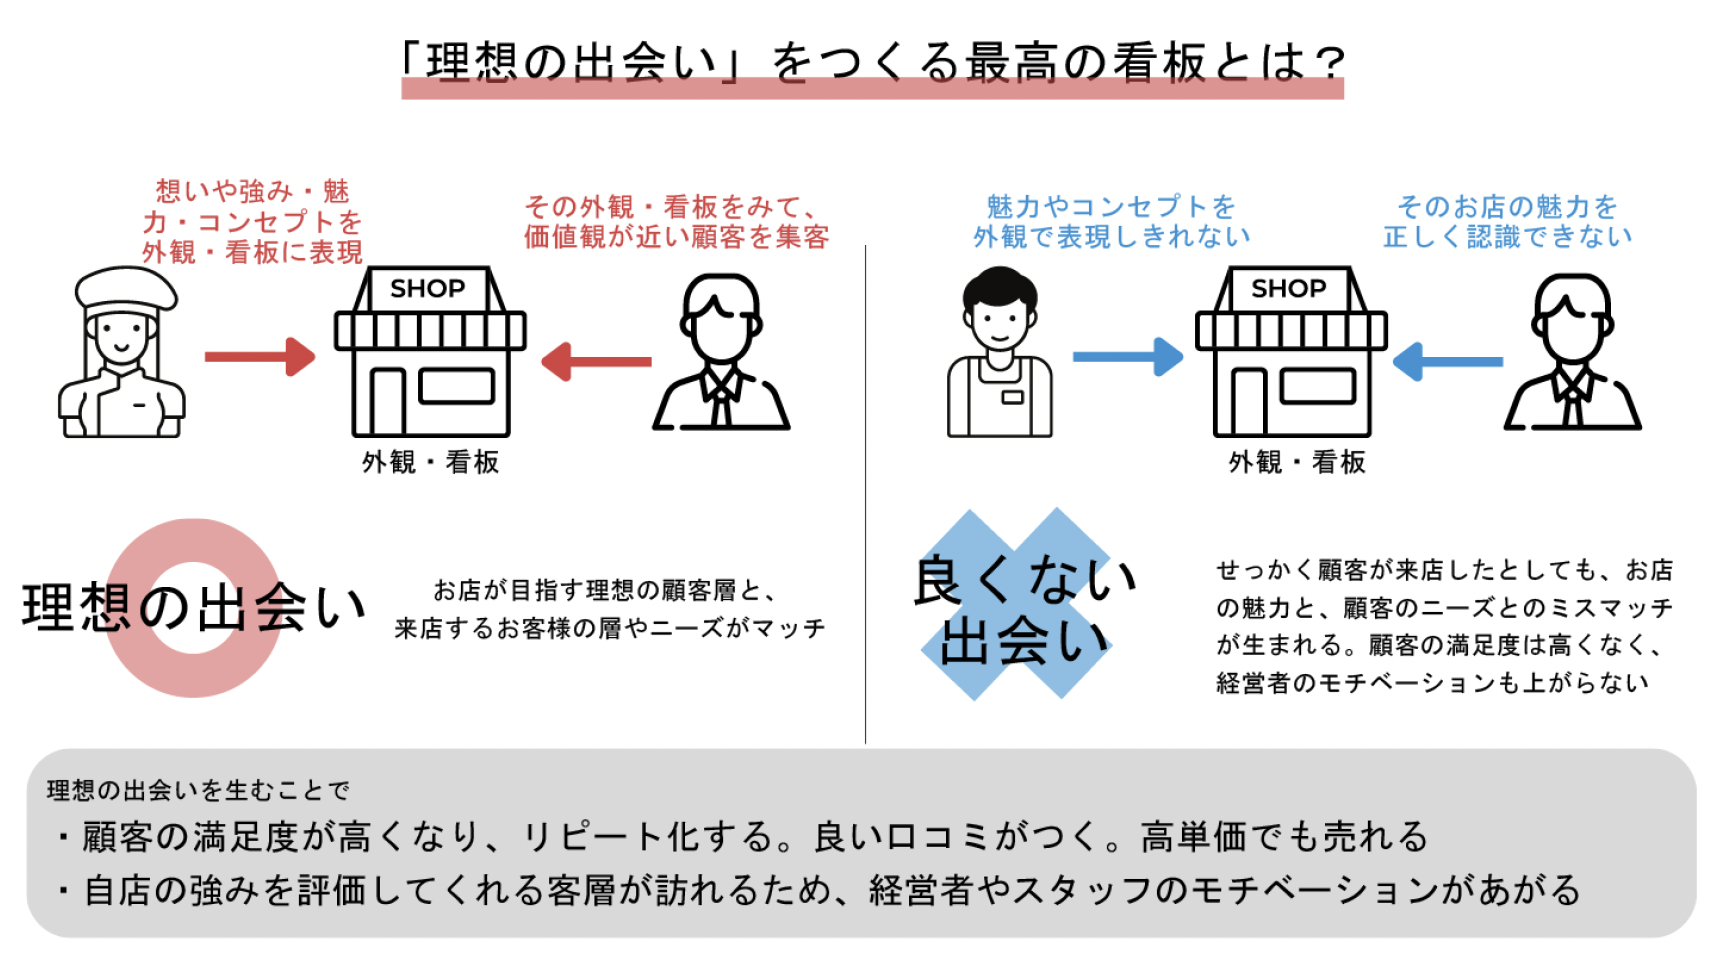 「理想の出会い」をつくる最高の看板とは？
想いや強み・魅
力・コンセプトを
外観・看板に表現
その外観・看板をみて、
価値観が近い顧客を集客
SHOP
外観・看板
魅力やコンセプトを
外観で表現しきれない
そのお店の魅力を
正しく認識できない
SHOP
外観・看板
理想の出会い
お店が目指す理想の顧客層と、
来店するお客様の層やニーズがマッチ
良くない
出会い
せっかく顧客が来店したとしても、お店
の魅力と、顧客のニーズとのミスマッチ
が生まれる。顧客の満足度は高くなく、
経営者のモチベーションも上がらない
理想の出会いを生むことで
・顧客の満足度が高くなり、リピート化する。良い口コミがつく。高単価でも売れる
・自店の強みを評価してくれる客層が訪れるため、経営者やスタッフのモチベーションがあがる